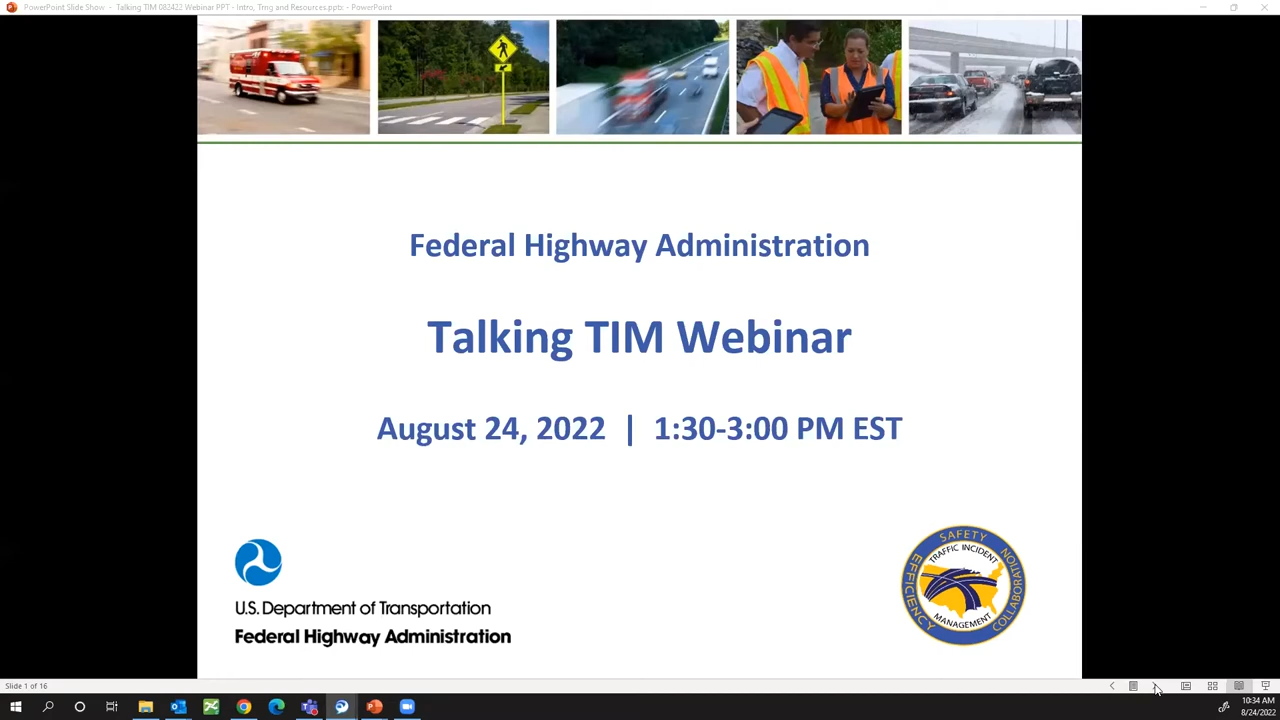 PowerPoint Slide Show - Talking TIM 082422 Webinar PPT - Intro, Trng and Resources.pptx - PowerPoint
Federal Highway Administration
Talking TIM Webinar
August 24, 2022 | 1:30-3:00 PM EST
U.S. Department of Transportation
Federal Highway Administration
SAFETY
EFFICIENCY
COLLABORATION
TRAFFIC INCIDENT
MANAGEMENT
Slide 1 of 16
10:34 AM
8/24/2022